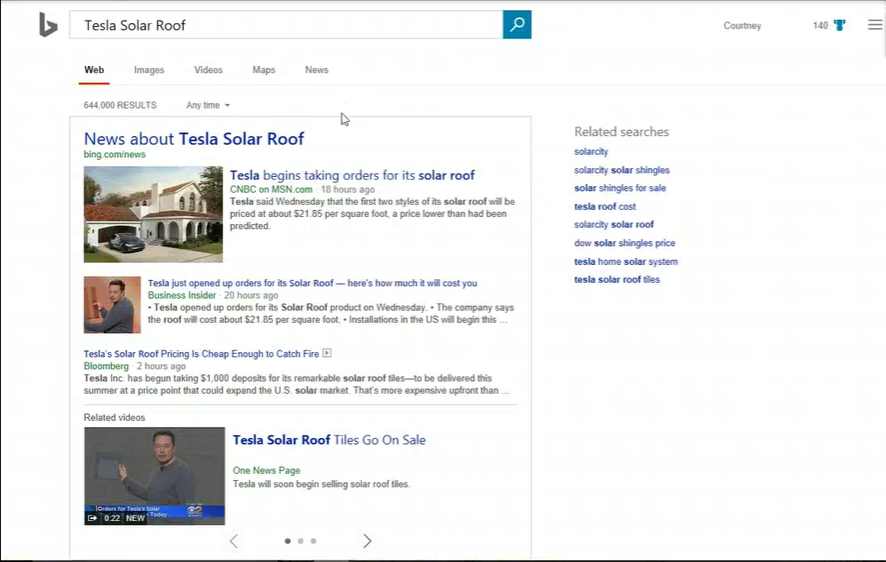 Tesla Solar Roof
Courtney
140
Web Images Videos Maps News
644,000 RESULTS Any time
News about Tesla Solar Roof
bing.com/news
Tesla begins taking orders for its solar roof
CNBC on MSN.com · 18 hours ago
Tesla said Wednesday that the first two styles of its solar roof will be
priced at about $21.85 per square foot, a price lower than had been
predicted.
Tesla just opened up orders for its Solar Roof — here's how much it will cost you
Business Insider · 20 hours ago
• Tesla opened up orders for its Solar Roof product on Wednesday. • The company says
the roof will cost about $21.85 per square foot. • Installations in the US will begin this ...
Tesla's Solar Roof Pricing Is Cheap Enough to Catch Fire
Bloomberg · 2 hours ago
Tesla Inc. has begun taking $1,000 deposits for its remarkable solar roof tiles—to be delivered this
summer at a price point that could expand the U.S. solar market. That's more expensive upfront than ...
Related videos
Orders for Tesla's Solar
Today
0:22 NEW
Tesla Solar Roof Tiles Go On Sale
One News Page
Tesla will soon begin selling solar roof tiles.
Related searches
solarcity
solarcity solar shingles
solar shingles for sale
tesla roof cost
solarcity solar roof
dow solar shingles price
tesla home solar system
tesla solar roof tiles